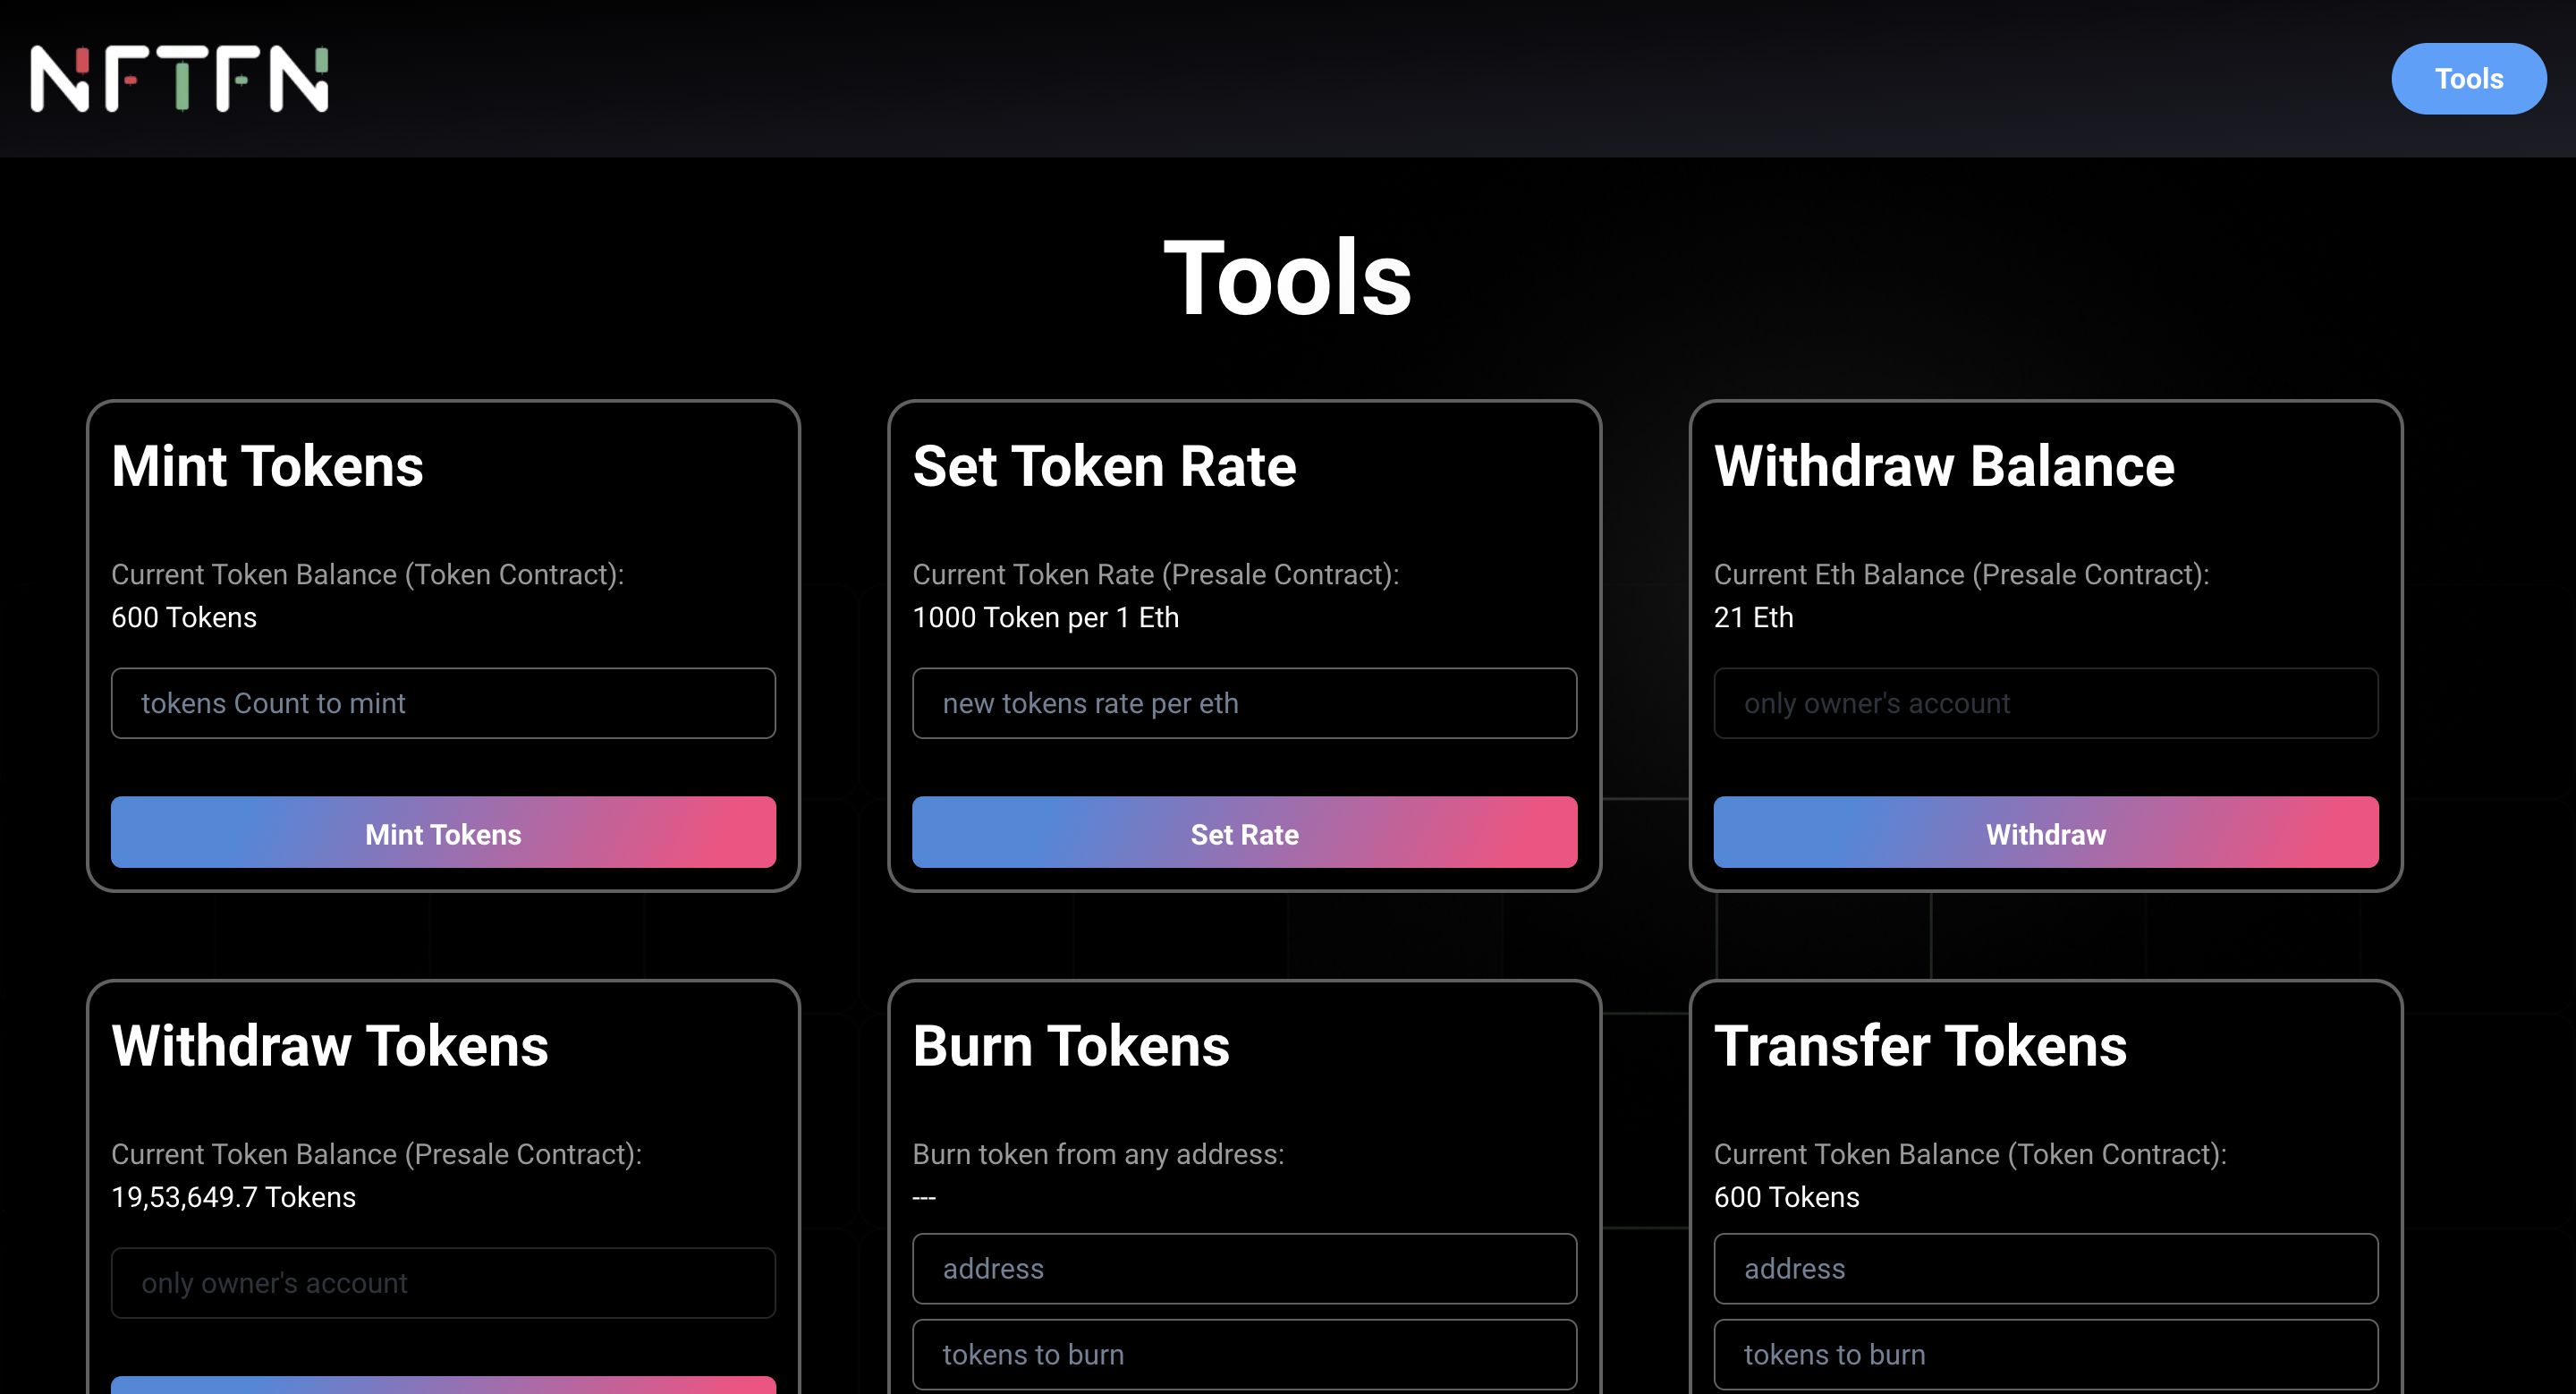 NFTFN
Tools
Tools
Mint Tokens
Current Token Balance (Token Contract):
600 Tokens
tokens Count to mint
Mint Tokens
Set Token Rate
Current Token Rate (Presale Contract):
1000 Token per 1 Eth
new tokens rate per eth
Set Rate
Withdraw Balance
Current Eth Balance (Presale Contract):
21 Eth
only owner's account
Withdraw
Withdraw Tokens
Current Token Balance (Presale Contract):
19,53,649.7 Tokens
only owner's account
Burn Tokens
Burn token from any address:
---
address
tokens to burn
Transfer Tokens
Current Token Balance (Token Contract):
600 Tokens
address
tokens to burn